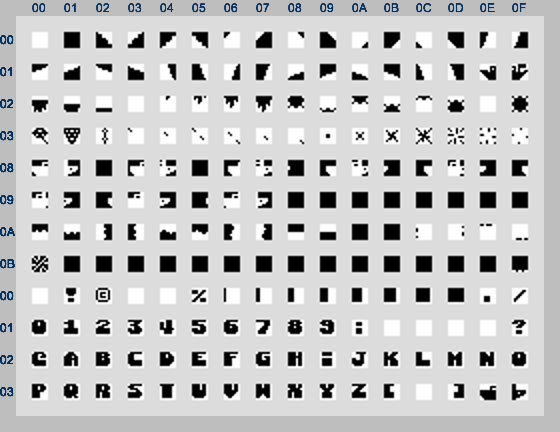 00 01 02 03 04 05 06 07 08 09 0A 0B 0C 0D 0E 0F
00
01
02
03
08
09
0A
0B
00 ! © % . /
01 0 1 2 3 4 5 6 7 8 9 : ?
02 A B C D E F G H I J K L M N O
03 P Q R S T U V W X Y Z [ ]